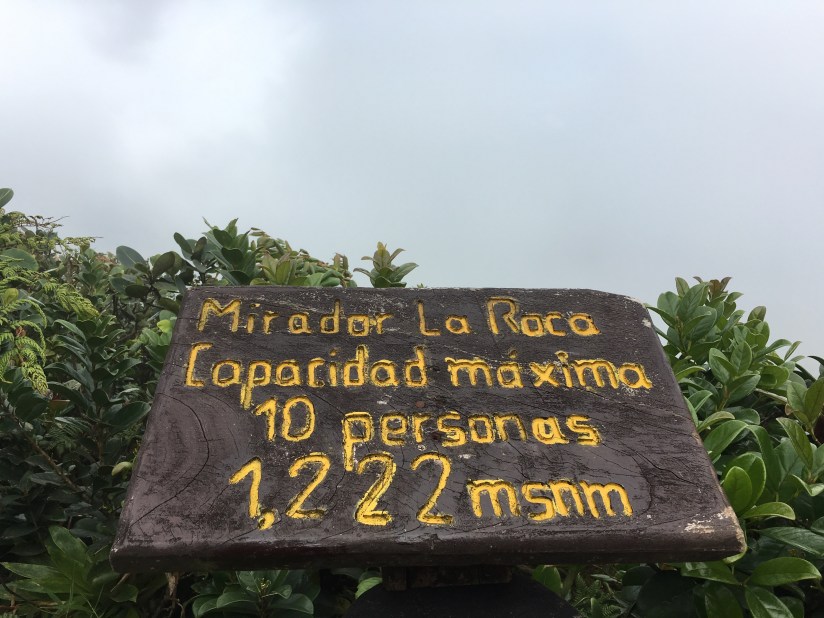 Mirador La Roca
Capacidad máxima
10 personas
1,222 msnm